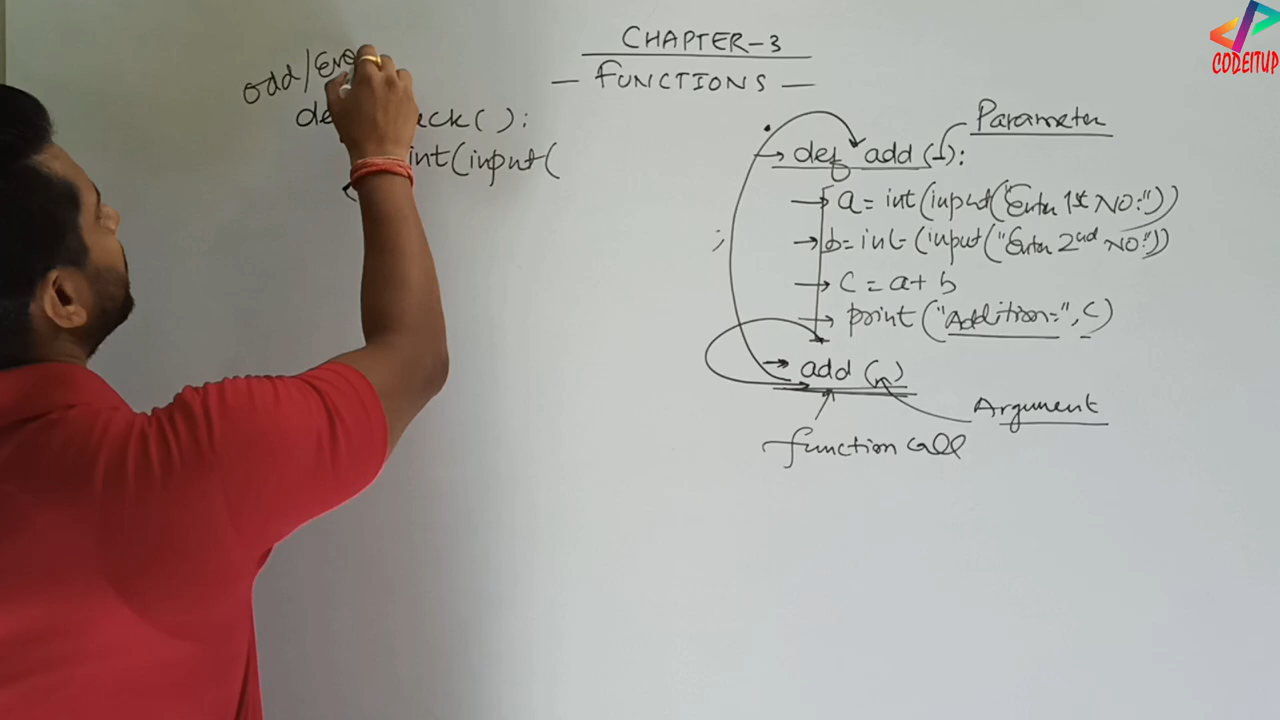 CHAPTER-3
- FUNCTIONS -
odd/Eve
def check ( ):
int(input(
Parameter
def add ( ):
a = int(input("Enter 1st NO:"))
b = int (input("Enter 2nd NO:"))
c = a + b
print ("Addition=", c)
add ( )
Argument
function call
CODEITUP